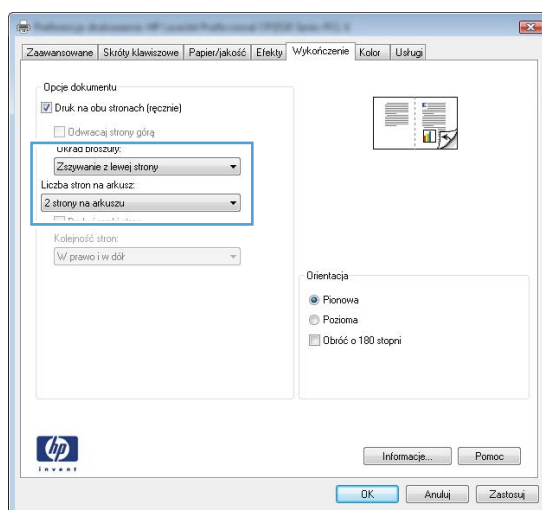 Zaawansowane Skróty klawiszowe Papier/jakość Efekty Wykończenie Kolor Usługi
Opcje dokumentu
Druk na obu stronach (ręcznie)
Odwracaj strony górą
Układ broszury:
Zszywanie z lewej strony
Liczba stron na arkusz:
2 strony na arkuszu
Kolejność stron:
W prawo i w dół
Orientacja
Pionowa
Pozioma
Obróć o 180 stopni
hp
invent
Informacje... Pomoc
OK Anuluj Zastosuj